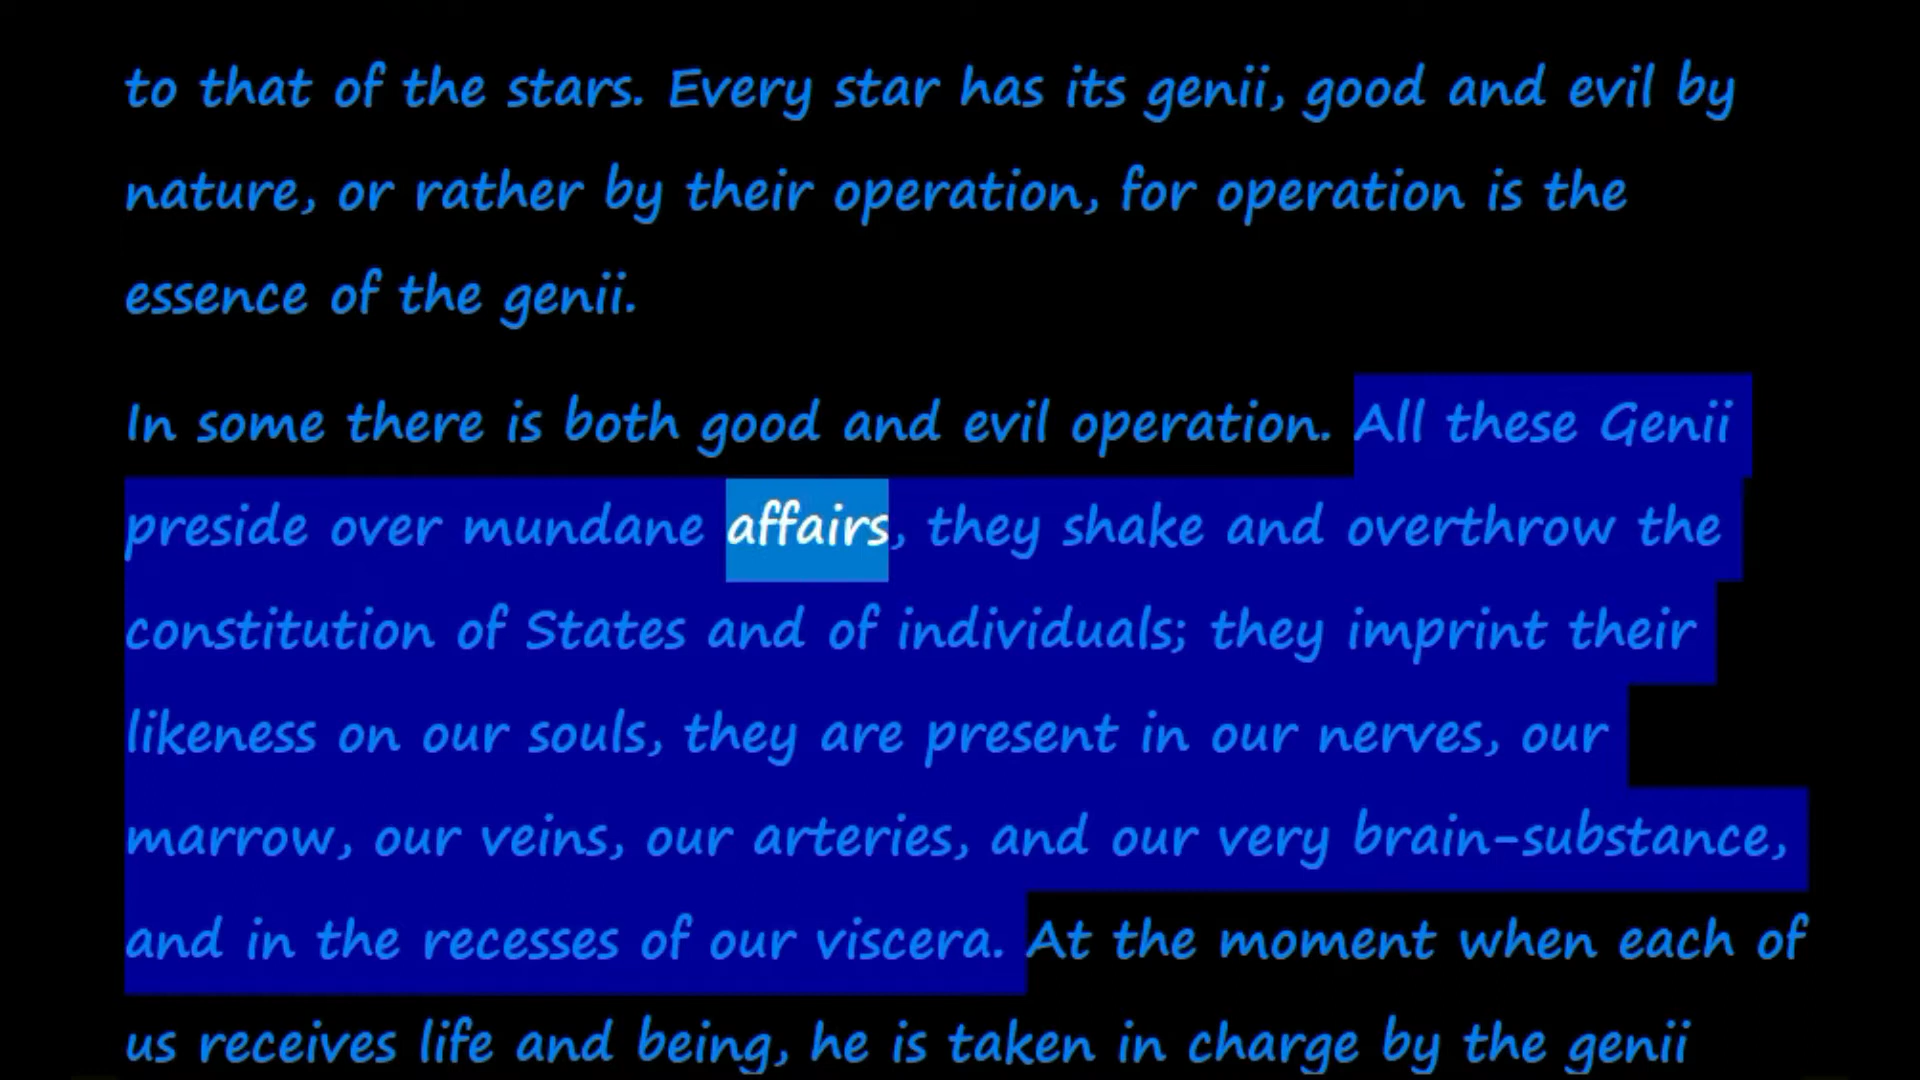 to that of the stars. Every star has its genii, good and evil by
nature, or rather by their operation, for operation is the
essence of the genii.
In some there is both good and evil operation. All these Genii
preside over mundane affairs, they shake and overthrow the
constitution of States and of individuals; they imprint their
likeness on our souls, they are present in our nerves, our
marrow, our veins, our arteries, and our very brain-substance,
and in the recesses of our viscera. At the moment when each of
us receives life and being, he is taken in charge by the genii